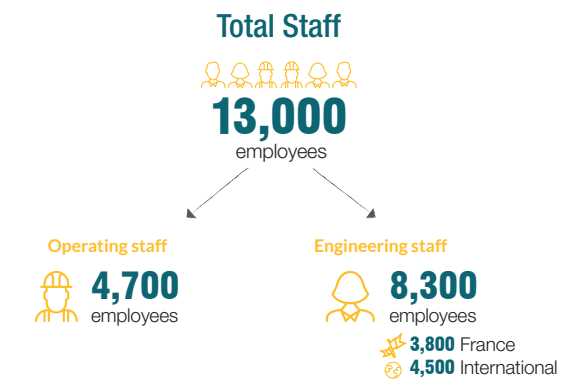 Total Staff
13,000
employees
Operating staff
4,700
employees
Engineering staff
8,300
employees
3,800 France
4,500 International